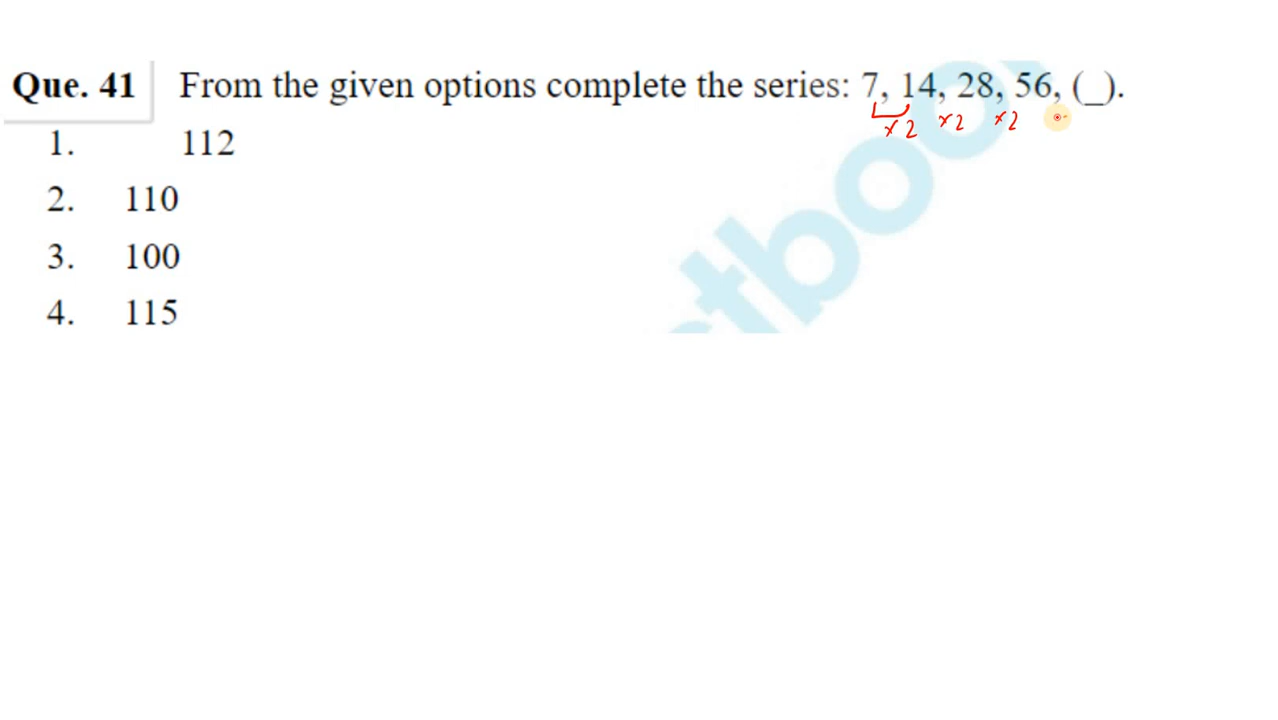 Que. 41 From the given options complete the series: 7, 14, 28, 56, (_).
×2 ×2 ×2
1. 112
2. 110
3. 100
4. 115
tboo